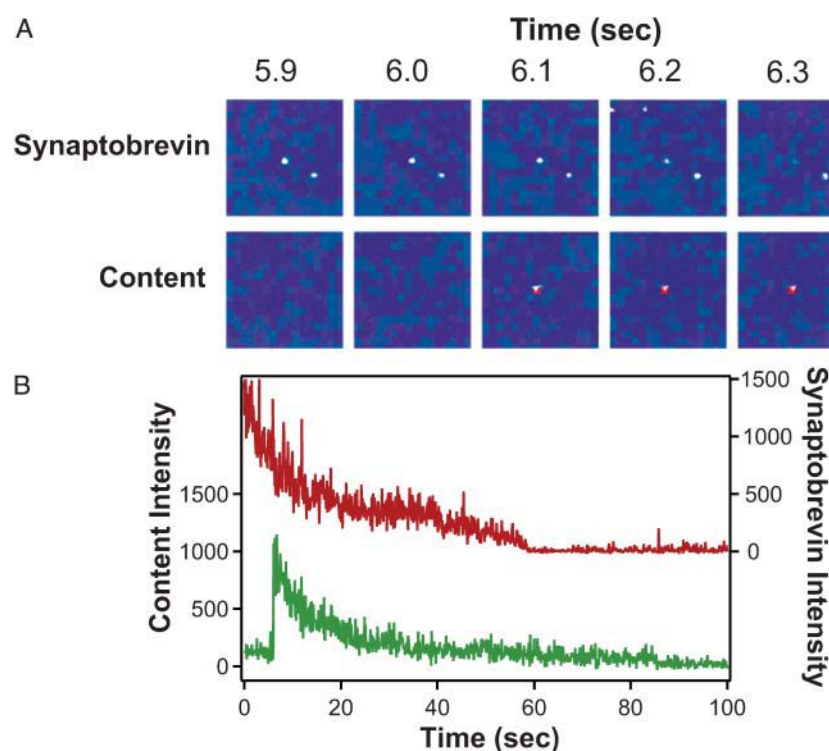 A
Time (sec)
5.9 6.0 6.1 6.2 6.3
Synaptobrevin
Content
B
Content Intensity
1500
1000
500
0
Synaptobrevin Intensity
1500
1000
500
0
0 20 40 60 80 100
Time (sec)